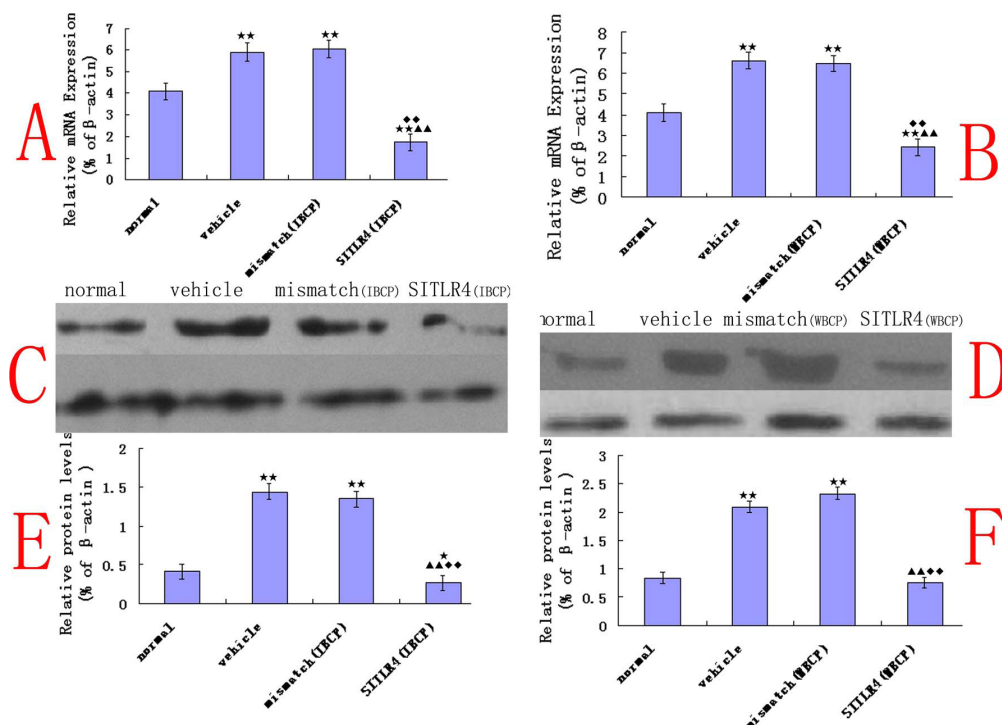 A
Relative mRNA Expression
(% of β-actin)
7
6
5
4
3
2
1
0
★★
★★
◆◆
★★▲▲
normal
vehicle
mismatch(IBCP)
SITLR4(IBCP)
B
Relative mRNA Expression
(% of β-actin)
8
7
6
5
4
3
2
1
0
★★
★★
◆◆
★★▲▲
normal
vehicle
mismatch(WBCP)
SITLR4(WBCP)
C
normal vehicle mismatch(IBCP) SITLR4(IBCP)
D
normal vehicle mismatch(WBCP) SITLR4(WBCP)
E
Relative protein levels
(% of β-actin )
2
1.5
1
0.5
0
★★
★★
★
▲▲◆◆
normal
vehicle
mismatch(IBCP)
SITLR4(IBCP)
F
Relative protein levels
(% of β-actin )
2.5
2
1.5
1
0.5
0
★★
★★
▲▲◆◆
normal
vehicle
mismatch(WBCP)
SITLR4(WBCP)